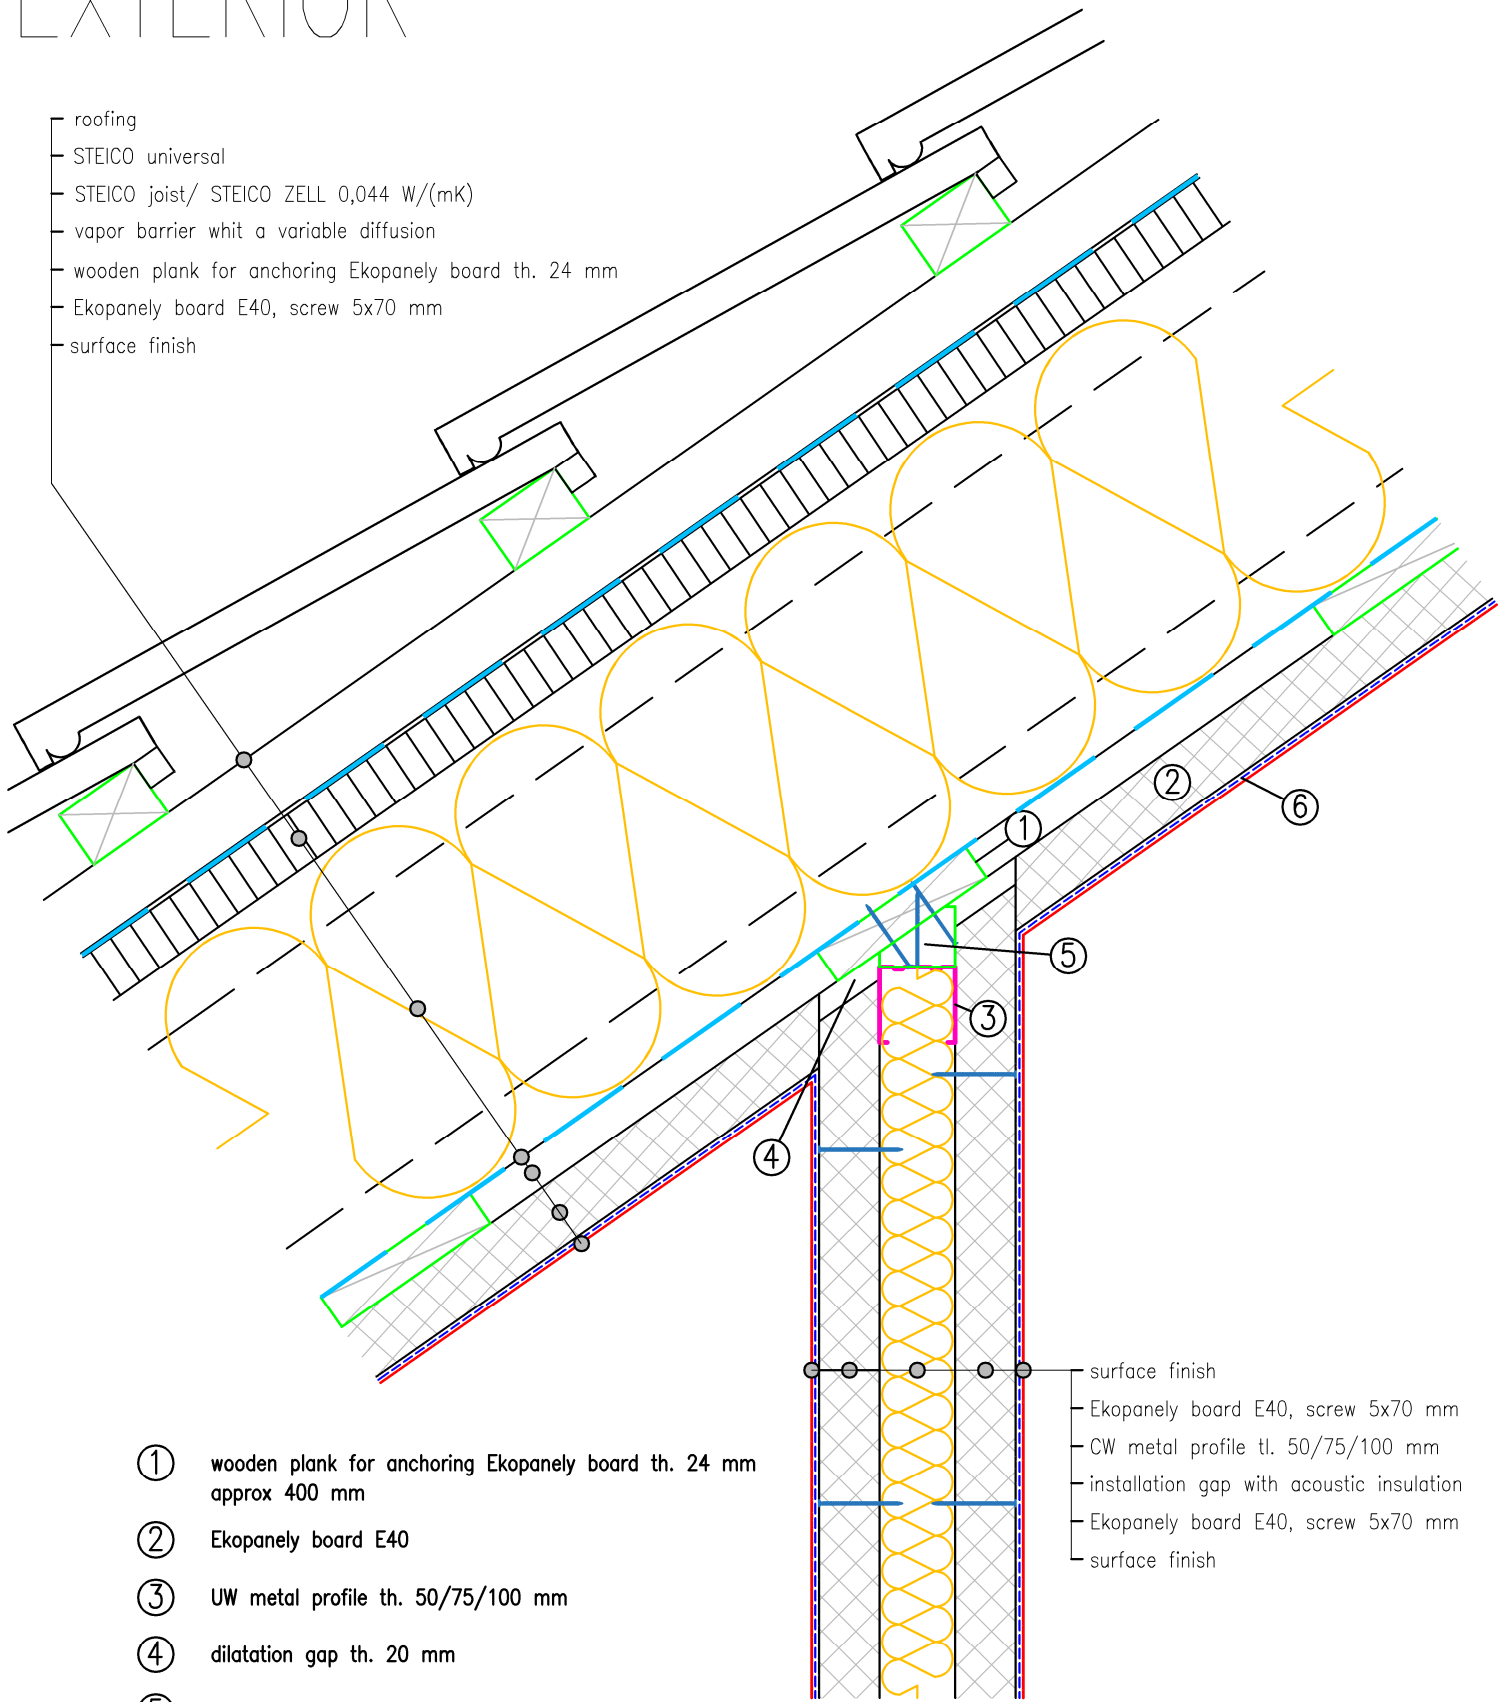 EXTERIOR
roofing
STEICO universal
STEICO joist/ STEICO ZELL 0,044 W/(mK)
vapor barrier whit a variable diffusion
wooden plank for anchoring Ekopanely board th. 24 mm
Ekopanely board E40, screw 5x70 mm
surface finish
2
6
1
5
3
4
surface finish
Ekopanely board E40, screw 5x70 mm
CW metal profile tl. 50/75/100 mm
installation gap with acoustic insulation
Ekopanely board E40, screw 5x70 mm
surface finish
1 wooden plank for anchoring Ekopanely board th. 24 mm
approx 400 mm
2 Ekopanely board E40
3 UW metal profile th. 50/75/100 mm
4 dilatation gap th. 20 mm
5